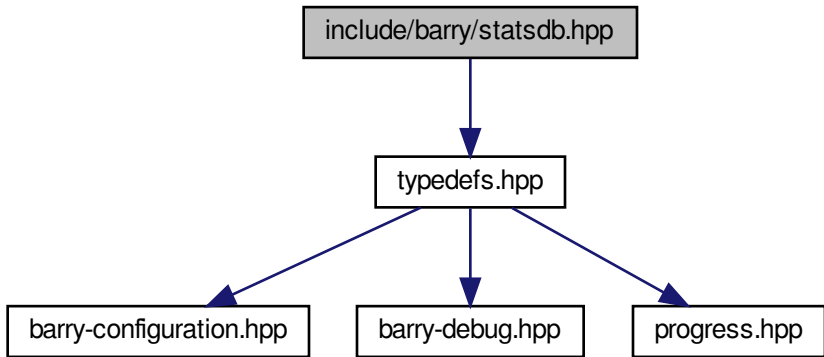 include/barry/statsdb.hpp
typedefs.hpp
barry-configuration.hpp
barry-debug.hpp
progress.hpp